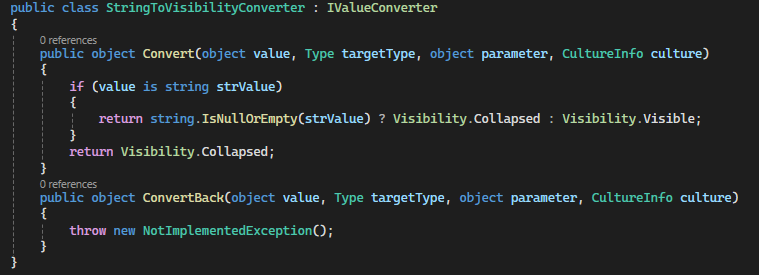 public class StringToVisibilityConverter : IValueConverter
{
0 references
public object Convert(object value, Type targetType, object parameter, CultureInfo culture)
{
if (value is string strValue)
{
return string.IsNullOrEmpty(strValue) ? Visibility.Collapsed : Visibility.Visible;
}
return Visibility.Collapsed;
}
0 references
public object ConvertBack(object value, Type targetType, object parameter, CultureInfo culture)
{
throw new NotImplementedException();
}
}